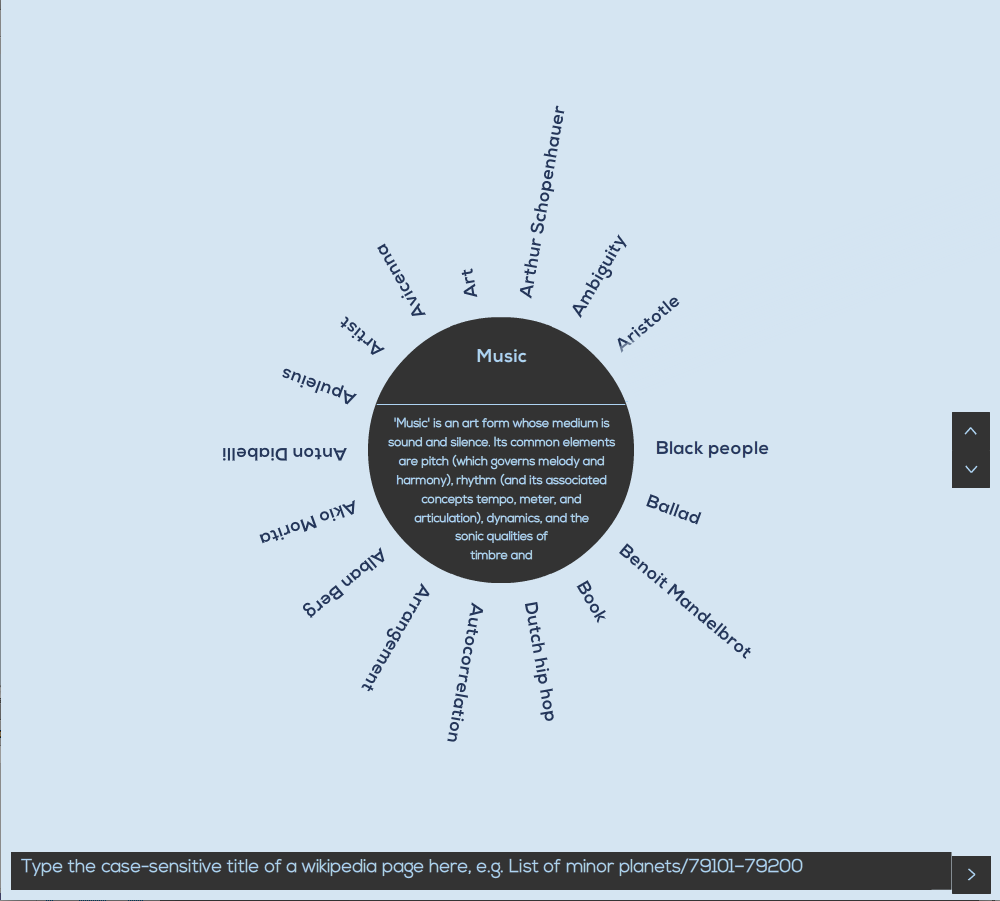 Arthur Schopenhauer
Ambiguity
Aristotle
Black people
Ballad
Benoit Mandelbrot
Book
Dutch hip hop
Autocorrelation
Arrangement
Alban Berg
Akio Morita
Anton Diabelli
Apuleius
Artist
Avicenna
Art
Music
'Music' is an art form whose medium is
sound and silence. Its common elements
are pitch (which governs melody and
harmony), rhythm (and its associated
concepts tempo, meter, and
articulation), dynamics, and the
sonic qualities of
timbre and
Type the case-sensitive title of a wikipedia page here, e.g. List of minor planets/79101–79200